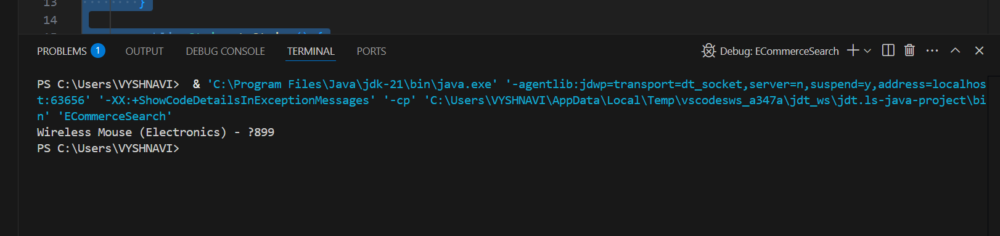 13 }
14
PROBLEMS 1 OUTPUT DEBUG CONSOLE TERMINAL PORTS Debug: ECommerceSearch
PS C:\Users\VYSHNAVI>  & 'C:\Program Files\Java\jdk-21\bin\java.exe' '-agentlib:jdwp=transport=dt_socket,server=n,suspend=y,address=localhos
t:63656' '-XX:+ShowCodeDetailsInExceptionMessages' '-cp' 'C:\Users\VYSHNAVI\AppData\Local\Temp\vscodesws_a347a\jdt_ws\jdt.ls-java-project\bi
n' 'ECommerceSearch'
Wireless Mouse (Electronics) - ?899
PS C:\Users\VYSHNAVI>